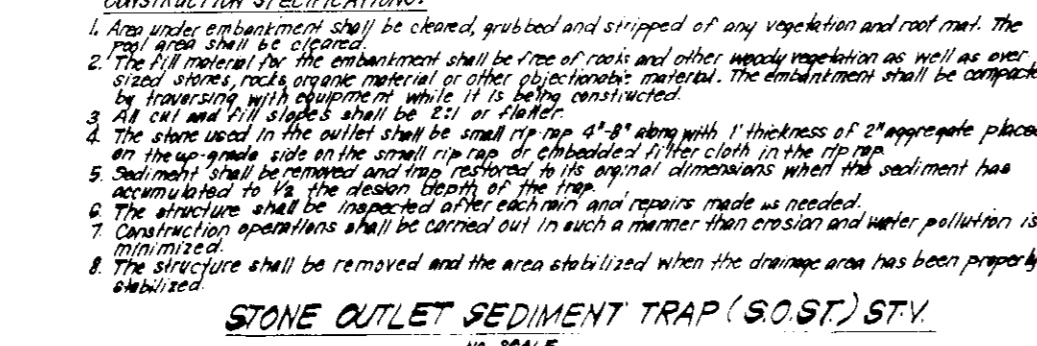 CONSTRUCTION SPECIFICATIONS:
1. Area under embankment shall be cleared, grubbed and stripped of any vegetation and root mat. The
pool area shall be cleared.
2. The fill material for the embankment shall be free of roots and other woody vegetation as well as over
sized stones, rocks, organic material or other objectionable material. The embankment shall be compacte
by traversing with equipment while it is being constructed.
3. All cut and fill slopes shall be 2:1 or flatter.
4. The stone used in the outlet shall be small rip-rap 4"-8" along with 1' thickness of 2" aggregate place
on the up-grade side on the small rip rap or embedded filter cloth in the rip rap.
5. Sediment shall be removed and trap restored to its orginal dimensions when the sediment has
accumulated to 1/2 the design depth of the trap.
6. The structure shall be inspected after each rain and repairs made as needed.
7. Construction operations shall be carried out in such a manner than erosion and water pollution is
minimized.
8. The structure shall be removed and the area stabilized when the drainage area has been properly
stabilized.
STONE OUTLET SEDIMENT TRAP (S.O.S.T.) ST-V.
NO SCALE